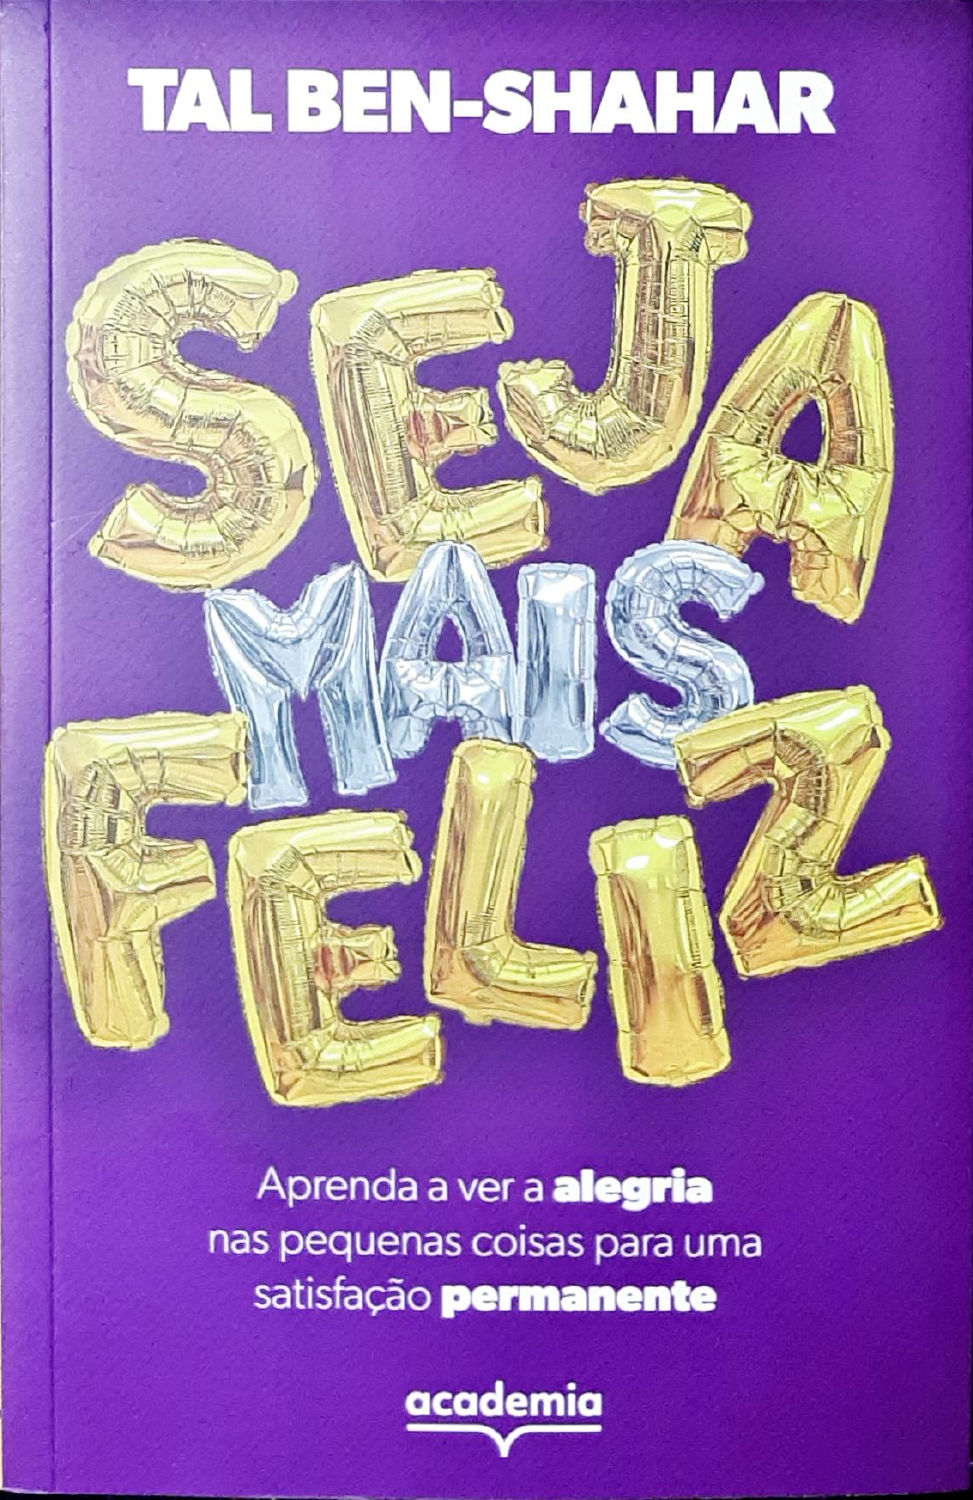 TAL BEN-SHAHAR
SEJA
MAIS
FELIZ
Aprenda a ver a alegria
nas pequenas coisas para uma
satisfação permanente
academia